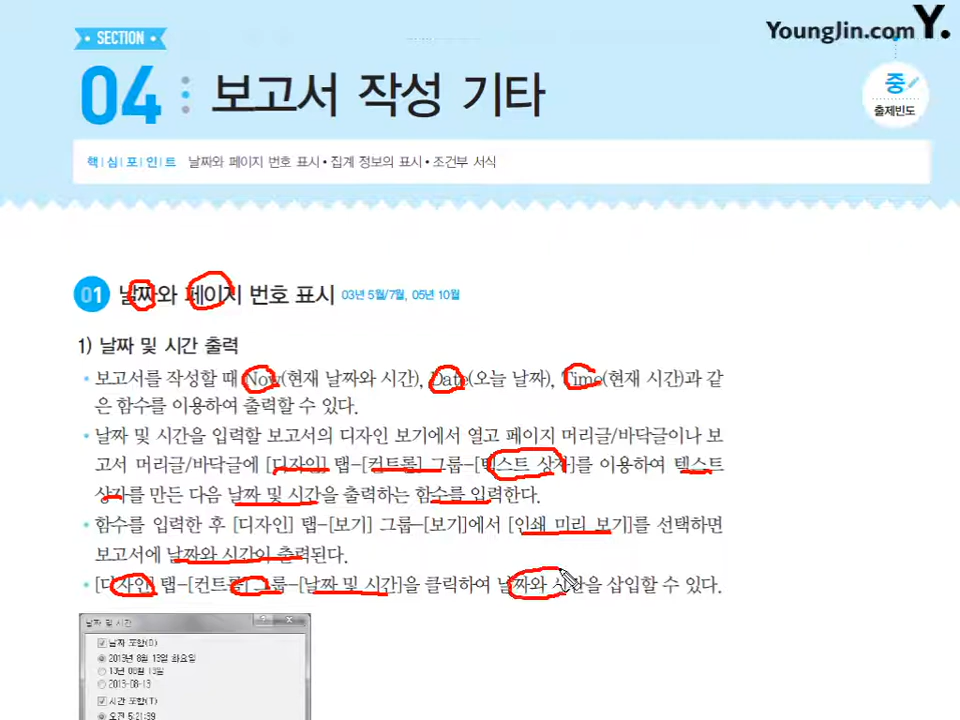 YoungJin.com Y.
SECTION
04 보고서 작성 기타
중
출제빈도
핵심포인트 날짜와 페이지 번호 표시 • 집계 정보의 표시 • 조건부 서식
01 날짜와 페이지 번호 표시 03년 5월/7월, 05년 10월
1) 날짜 및 시간 출력
• 보고서를 작성할 때 Now(현재 날짜와 시간), Date(오늘 날짜), Time(현재 시간)과 같
은 함수를 이용하여 출력할 수 있다.
• 날짜 및 시간을 입력할 보고서의 디자인 보기에서 열고 페이지 머리글/바닥글이나 보
고서 머리글/바닥글에 [디자인] 탭-[컨트롤] 그룹-[텍스트 상자]를 이용하여 텍스트
상자를 만든 다음 날짜 및 시간을 출력하는 함수를 입력한다.
• 함수를 입력한 후 [디자인] 탭-[보기] 그룹-[보기]에서 [인쇄 미리 보기]를 선택하면
보고서에 날짜와 시간이 출력된다.
• [디자인] 탭-[컨트롤] 그룹-[날짜 및 시간]을 클릭하여 날짜와 시간을 삽입할 수 있다.
날짜 및 시간
날짜 포함(D)
2013년 8월 13일 화요일
13년 08월 13일
2013-08-13
시간 포함(T)
오전 5:21:39